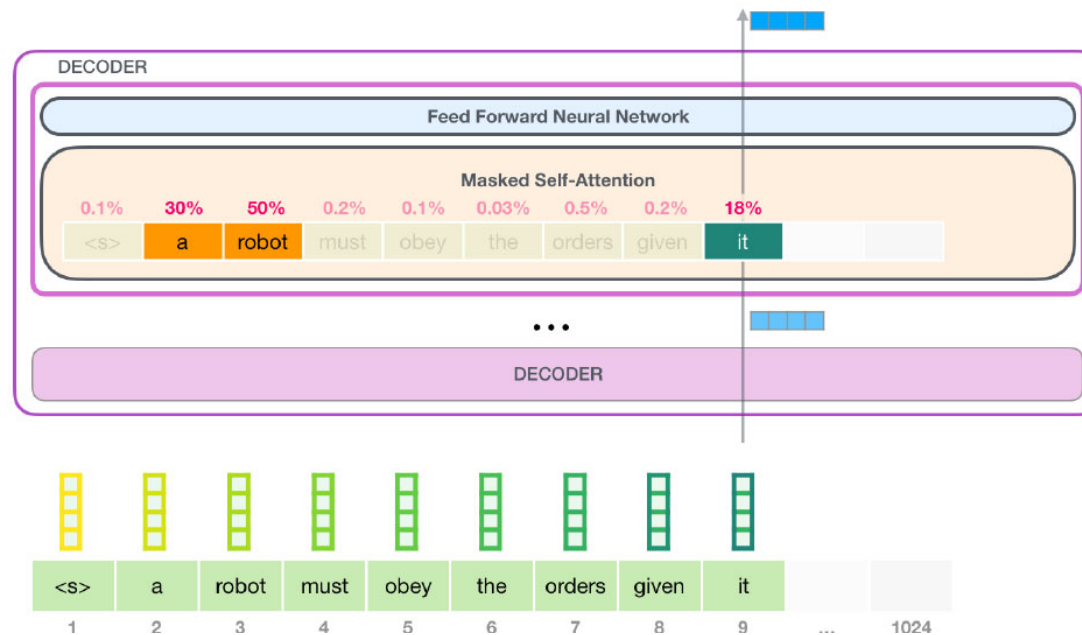 DECODER
Feed Forward Neural Network
Masked Self-Attention
0.1% 30% 50% 0.2% 0.1% 0.03% 0.5% 0.2% 18%
<s> a robot must obey the orders given it
...
DECODER
<s> a robot must obey the orders given it
1 2 3 4 5 6 7 8 9 ... 1024